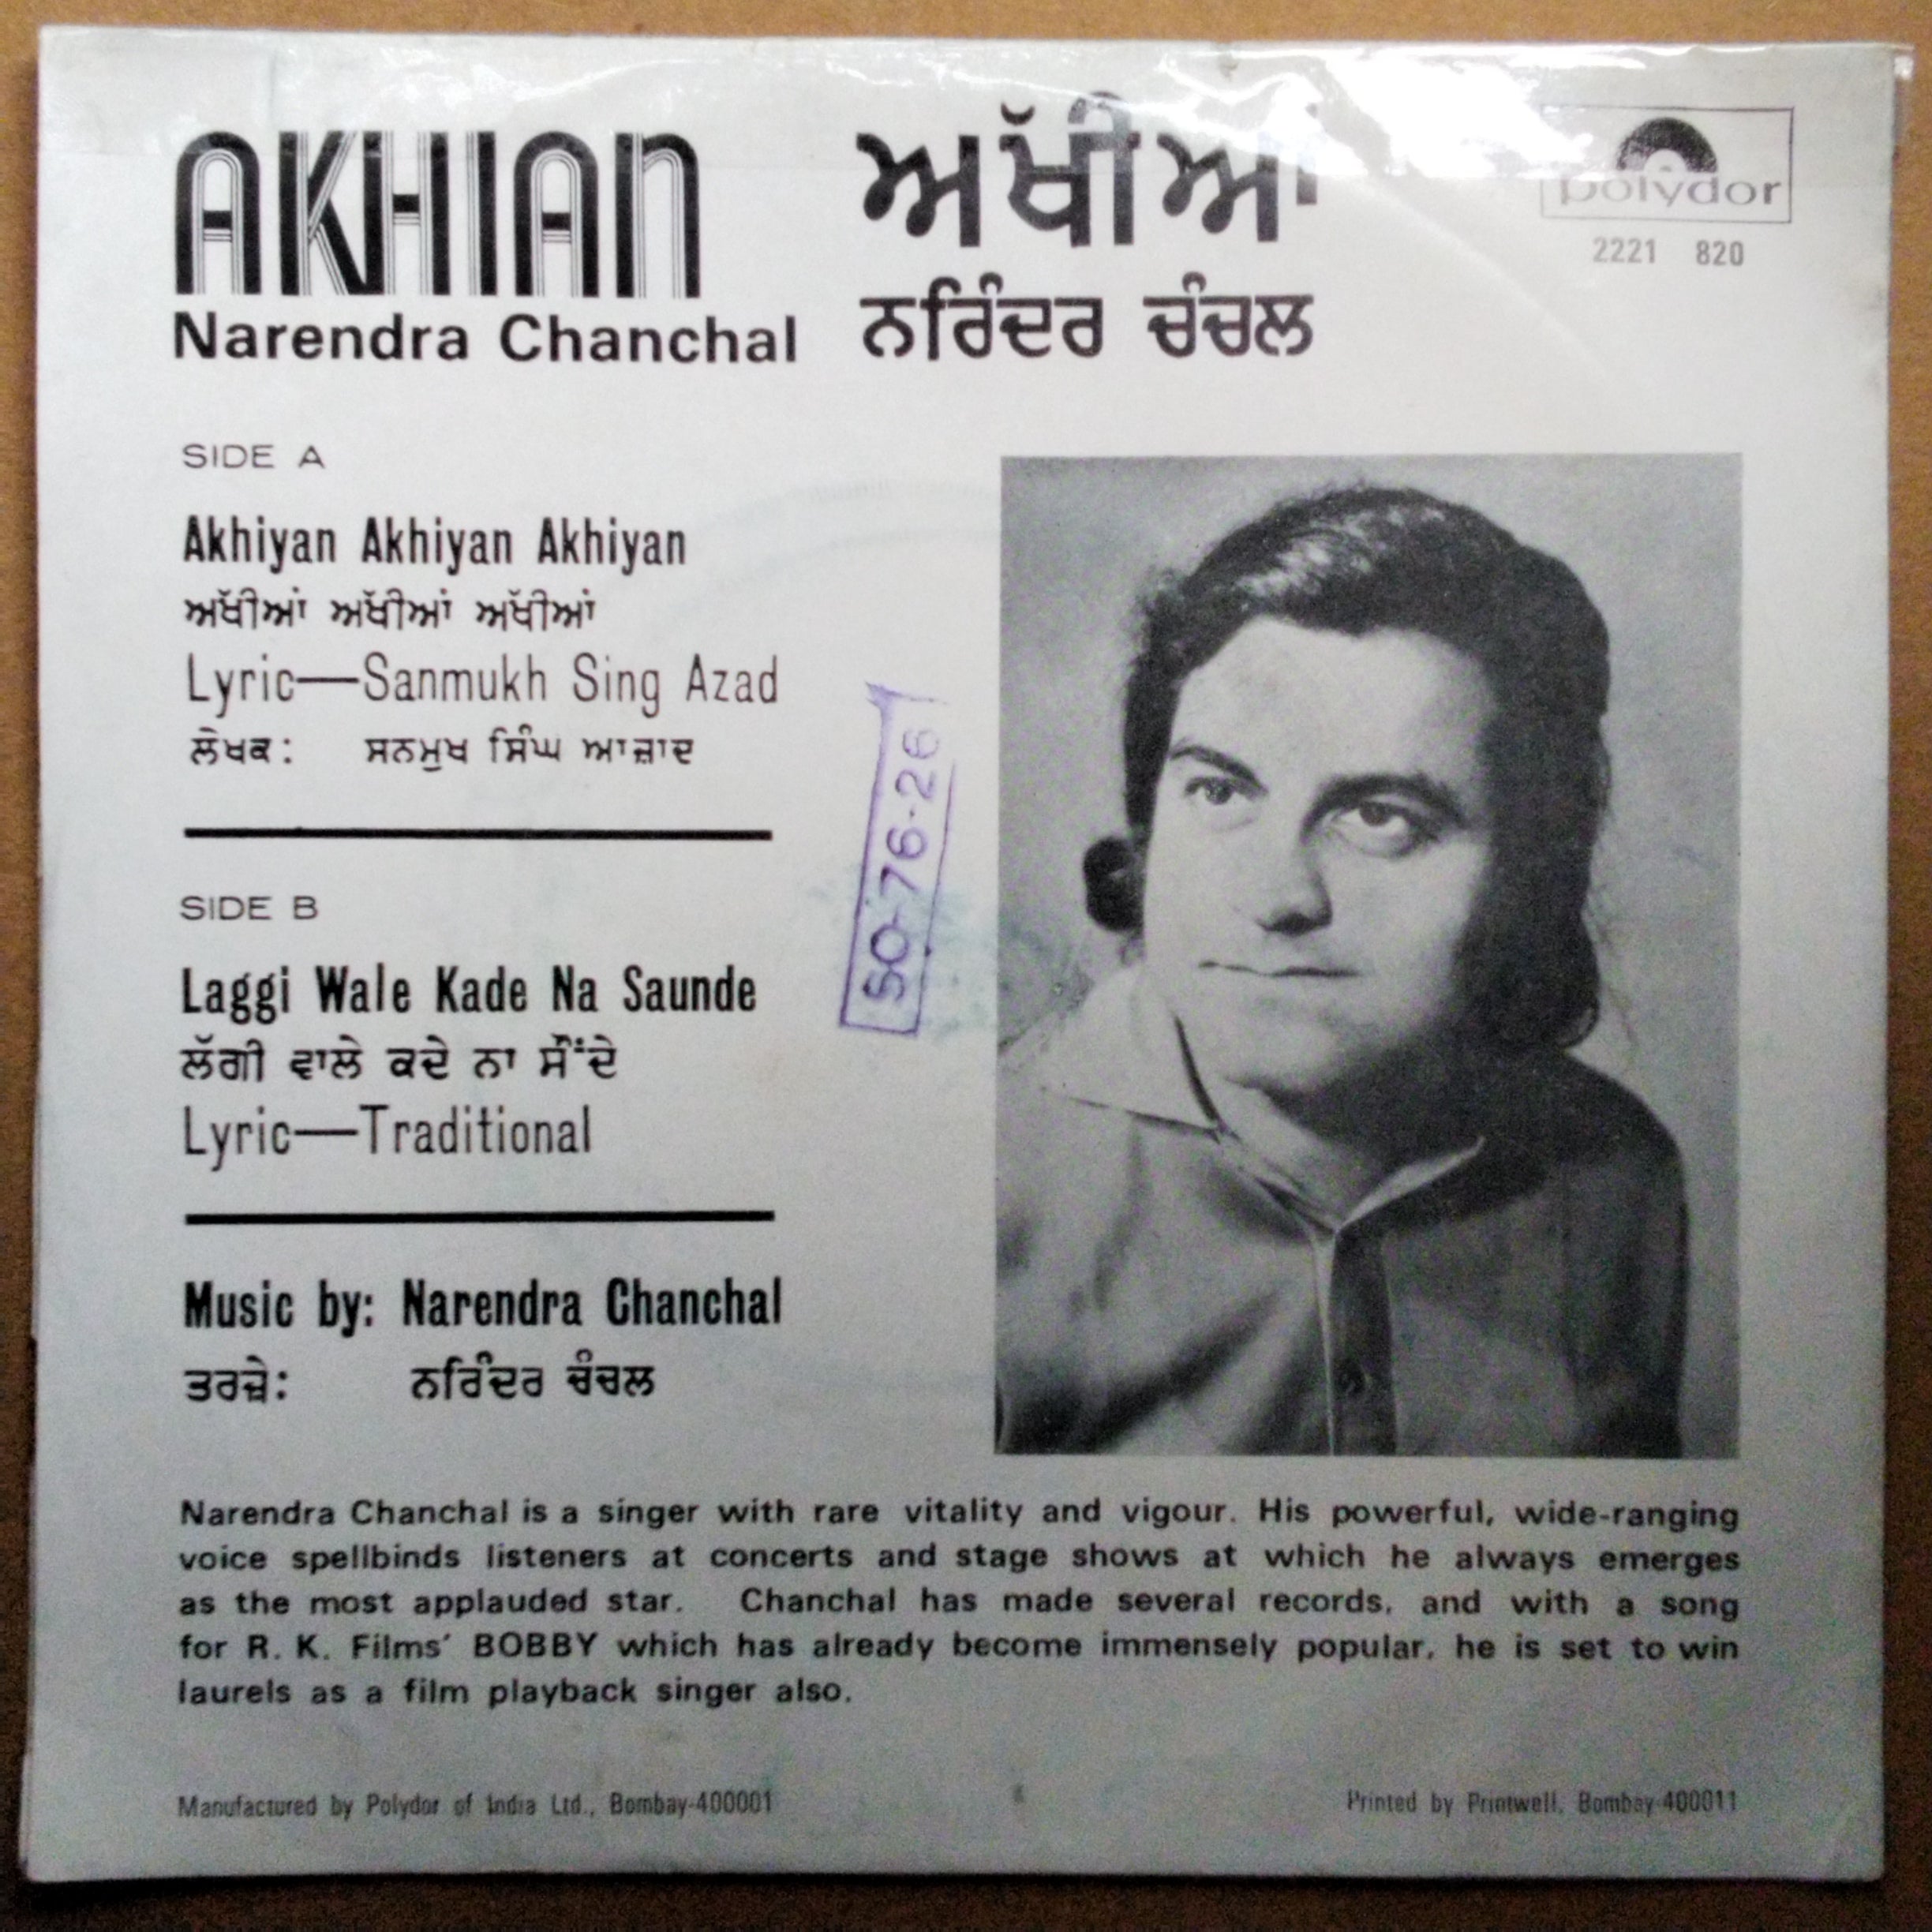 AKHIAN
ਅੱਖੀਆਂ
polydor
2221 820
Narendra Chanchal
ਨਰਿੰਦਰ ਚੰਚਲ
SIDE A
Akhiyan Akhiyan Akhiyan
ਅੱਖੀਆਂ ਅੱਖੀਆਂ ਅੱਖੀਆਂ
Lyric—Sanmukh Sing Azad
ਲੇਖਕ: ਸਨਮੁਖ ਸਿੰਘ ਆਜ਼ਾਦ
50-76-26
SIDE B
Laggi Wale Kade Na Saunde
ਲੱਗੀ ਵਾਲੇ ਕਦੇ ਨਾ ਸੌਂਦੇ
Lyric—Traditional
Music by: Narendra Chanchal
ਤਰਜ਼ੇ: ਨਰਿੰਦਰ ਚੰਚਲ
Narendra Chanchal is a singer with rare vitality and vigour. His powerful, wide-ranging
voice spellbinds listeners at concerts and stage shows at which he always emerges
as the most applauded star. Chanchal has made several records, and with a song
for R. K. Films' BOBBY which has already become immensely popular, he is set to win
laurels as a film playback singer also.
Manufactured by Polydor of India Ltd., Bombay-400001
Printed by Printwell, Bombay-400011